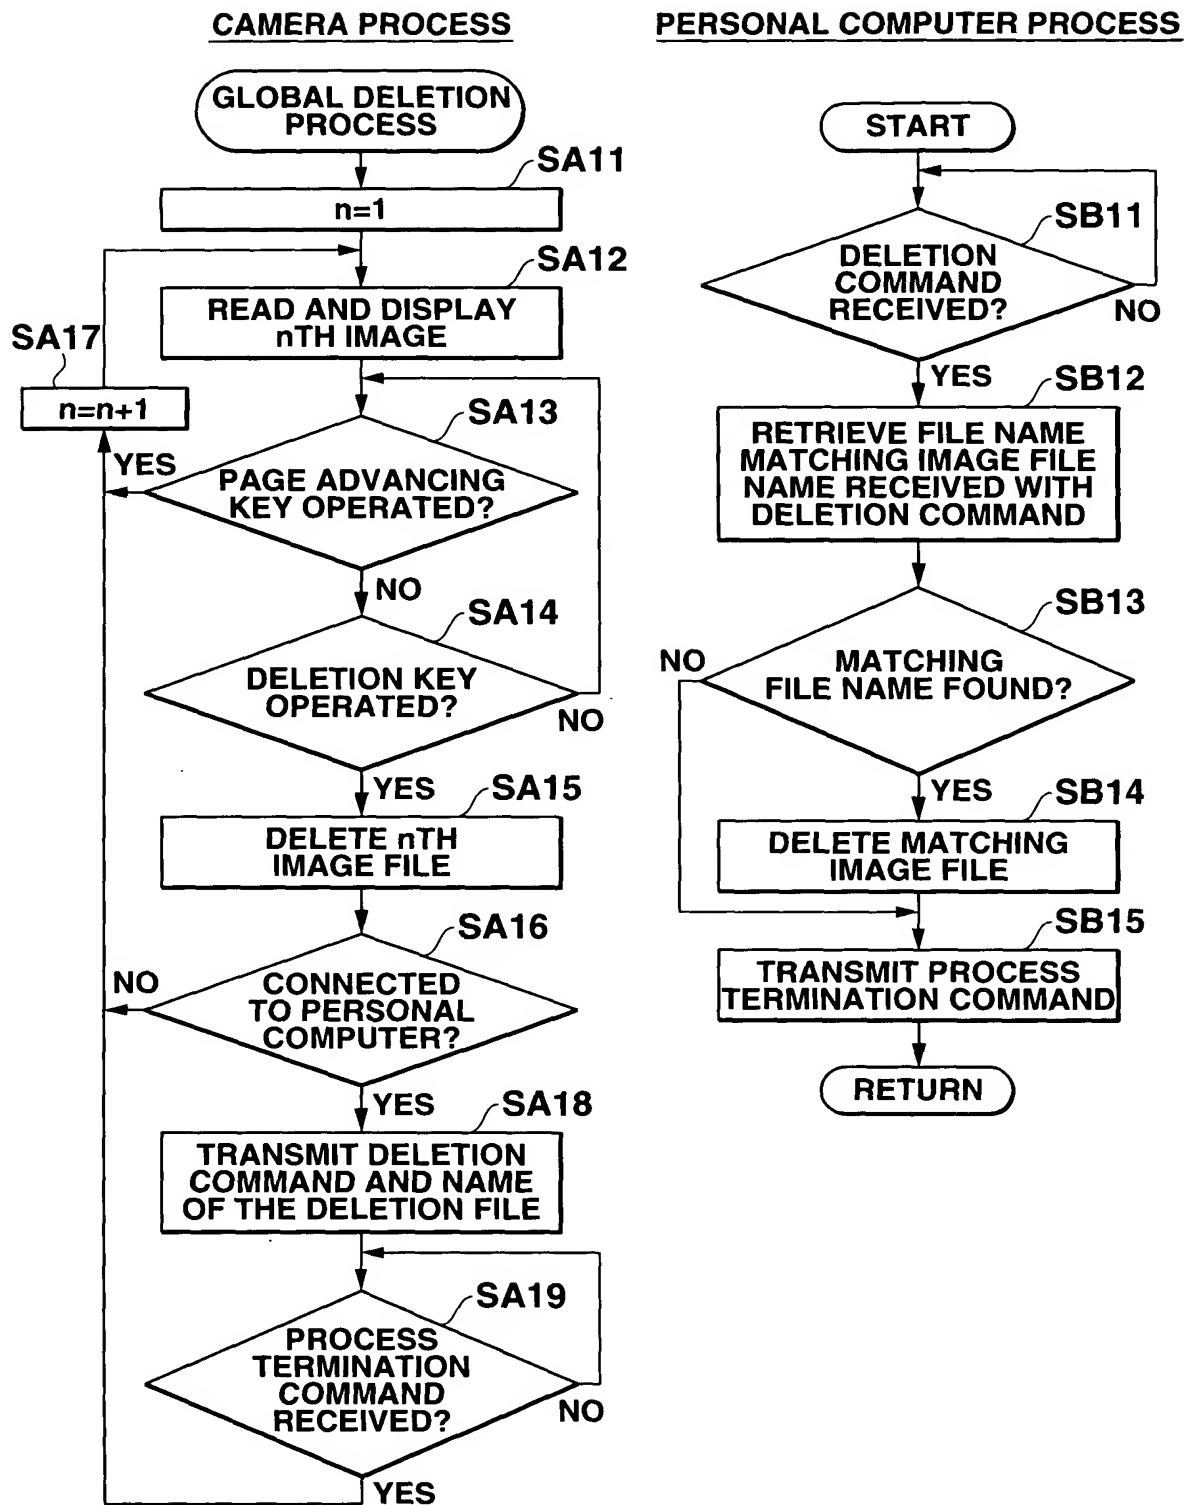 CAMERA PROCESS
GLOBAL DELETION
PROCESS
SA11
n=1
SA12
READ AND DISPLAY
nTH IMAGE
SA17
n=n+1
SA13
YES
PAGE ADVANCING
KEY OPERATED?
NO
SA14
DELETION KEY
OPERATED?
NO
YES
SA15
DELETE nTH
IMAGE FILE
SA16
NO
CONNECTED
TO PERSONAL
COMPUTER?
YES
SA18
TRANSMIT DELETION
COMMAND AND NAME
OF THE DELETION FILE
SA19
PROCESS
TERMINATION
COMMAND
RECEIVED?
NO
YES
PERSONAL COMPUTER PROCESS
START
SB11
DELETION
COMMAND
RECEIVED?
NO
YES
SB12
RETRIEVE FILE NAME
MATCHING IMAGE FILE
NAME RECEIVED WITH
DELETION COMMAND
SB13
NO
MATCHING
FILE NAME FOUND?
YES
SB14
DELETE MATCHING
IMAGE FILE
SB15
TRANSMIT PROCESS
TERMINATION COMMAND
RETURN